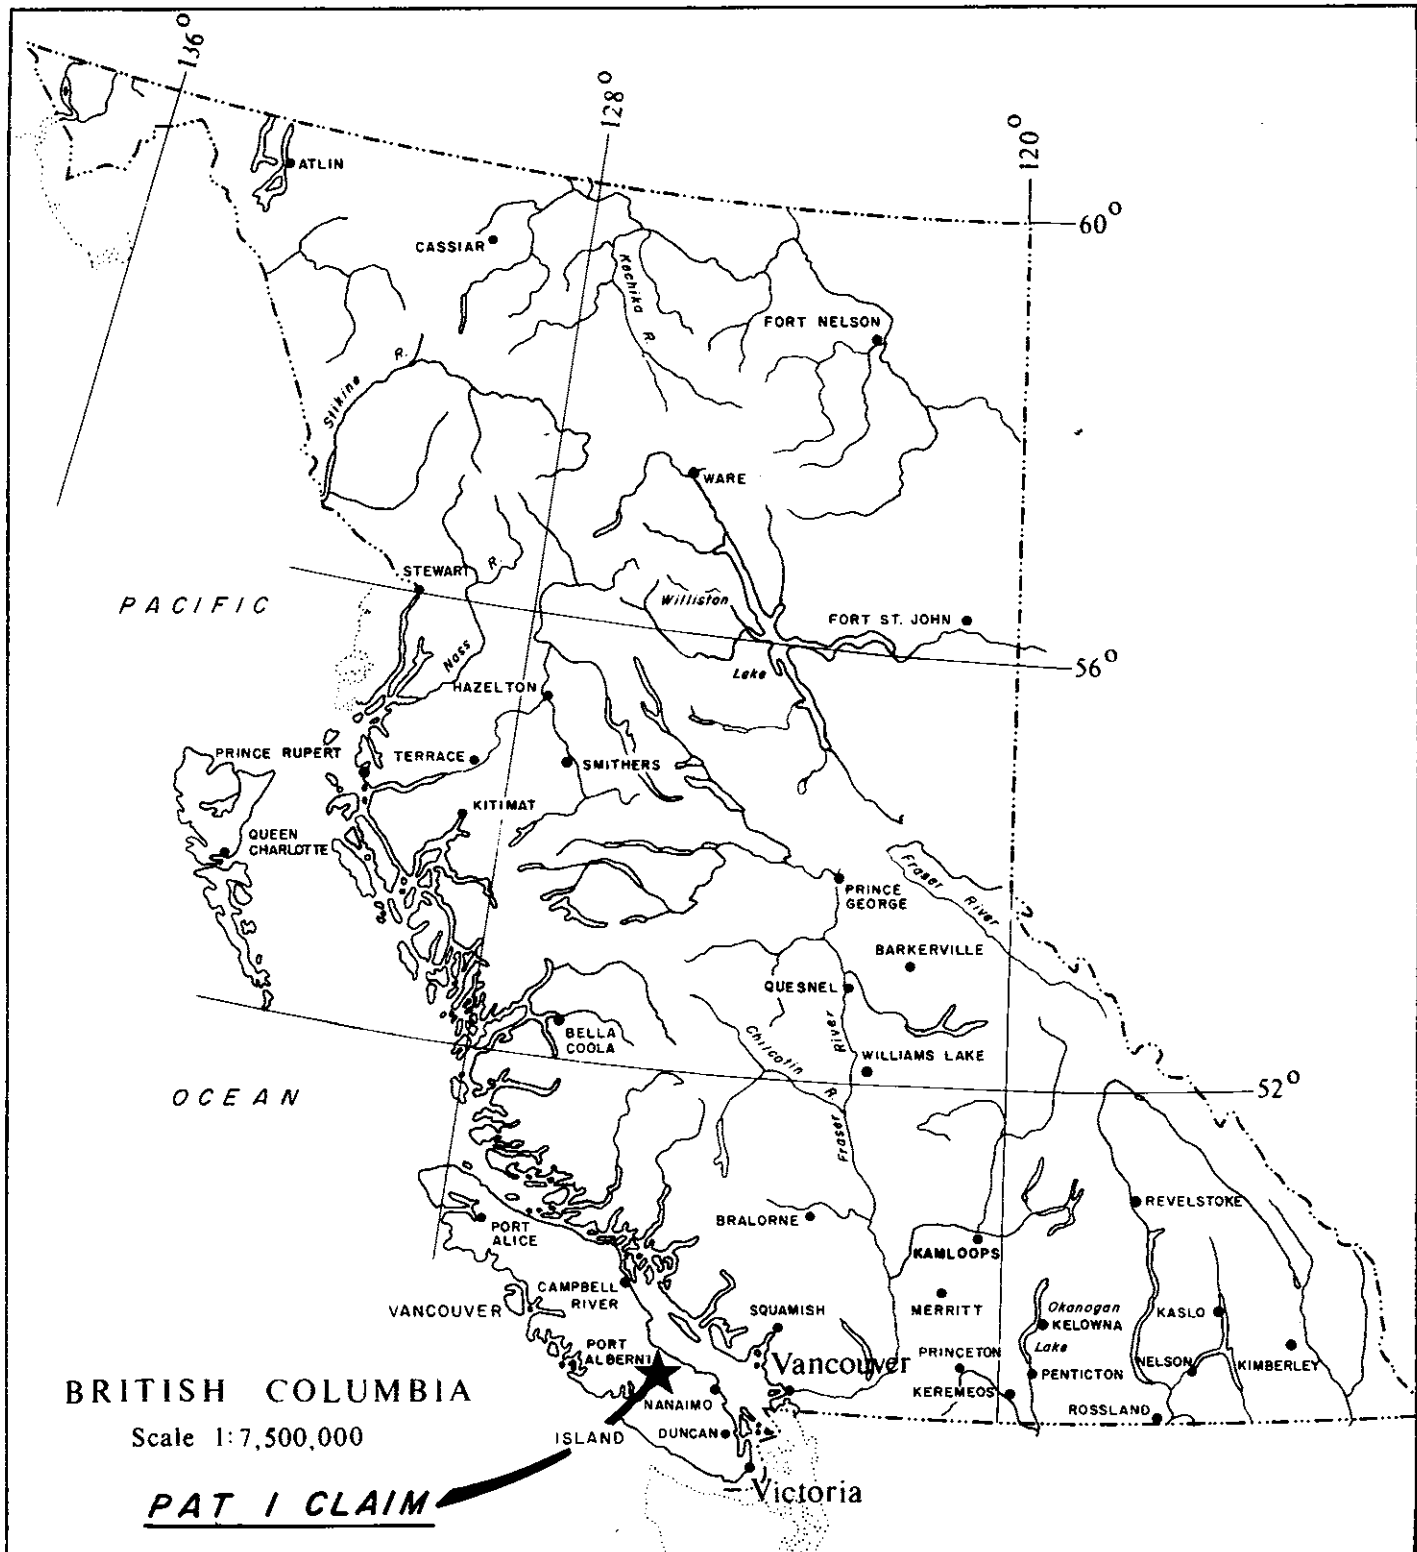 136°
128°
120°
ATLIN
60°
CASSIAR
Kechika R.
FORT NELSON
Stikine R.
WARE
STEWART
R.
PACIFIC
Williston
FORT ST. JOHN
Nass
Lake
56°
HAZELTON
PRINCE RUPERT
TERRACE
SMITHERS
KITIMAT
QUEEN
CHARLOTTE
Fraser River
PRINCE
GEORGE
BARKERVILLE
QUESNEL
River
BELLA
COOLA
Chilcotin R.
WILLIAMS LAKE
OCEAN
52°
Fraser
REVELSTOKE
PORT
ALICE
BRALORNE
KAMLOOPS
CAMPBELL
RIVER
VANCOUVER
MERRITT
Okanogan
KELOWNA
Lake
KASLO
SQUAMISH
PORT
ALBERNI
Vancouver
PRINCETON
PENTICTON
NELSON
KIMBERLEY
KEREMEOS
BRITISH COLUMBIA
NANAIMO
ROSSLAND
Scale 1:7,500,000
ISLAND
DUNCAN
Victoria
PAT 1 CLAIM